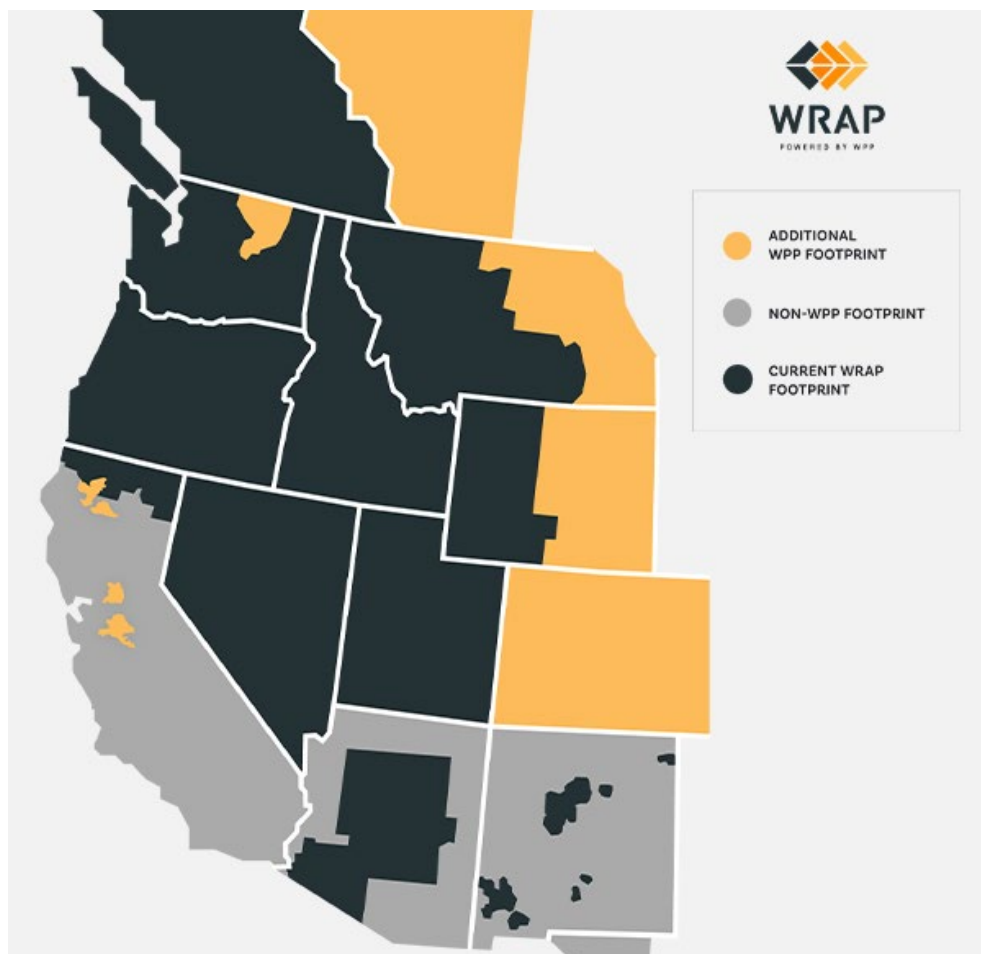 WRAP
POWERED BY WPP
ADDITIONAL
WPP FOOTPRINT
NON-WPP FOOTPRINT
CURRENT WRAP
FOOTPRINT